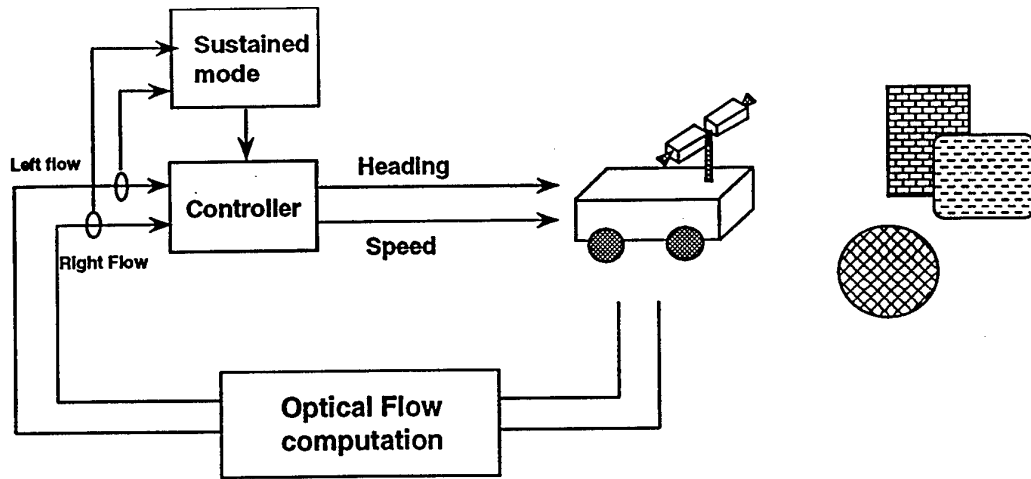 Sustained
mode
Left flow
Controller
Right Flow
Heading
Speed
Optical Flow
computation